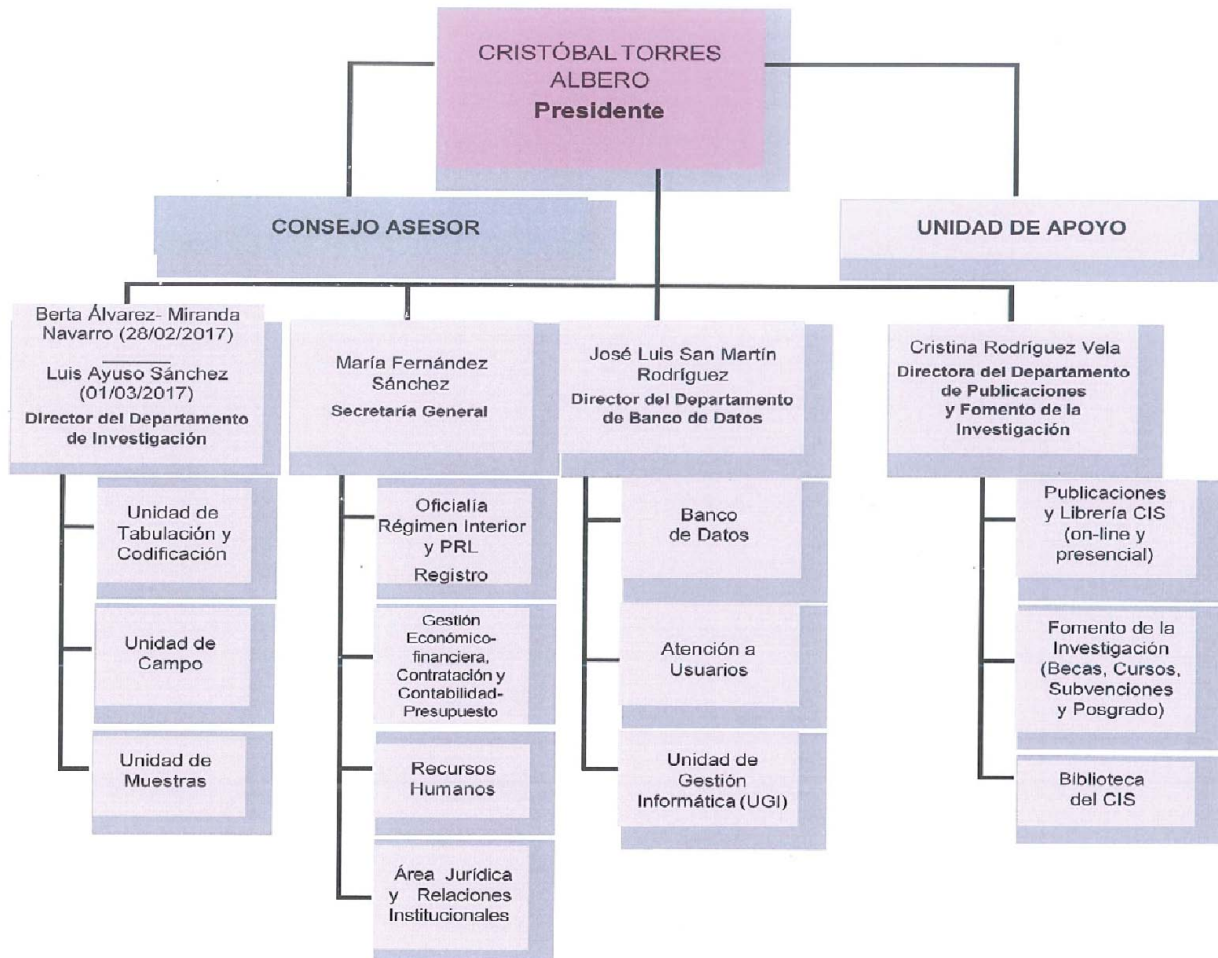 CRISTÓBAL TORRES
ALBERO
Presidente
CONSEJO ASESOR
UNIDAD DE APOYO
Berta Álvarez- Miranda
Navarro (28/02/2017)
Luis Ayuso Sánchez
(01/03/2017)
Director del Departamento
de Investigación
María Fernández
Sánchez
Secretaria General
José Luis San Martín
Rodríguez
Director del Departamento
de Banco de Datos
Cristina Rodríguez Vela
Directora del Departamento
de Publicaciones
y Fomento de la
Investigación
Unidad de
Tabulación y
Codificación
Unidad de
Campo
Unidad de
Muestras
Oficialía
Régimen Interior
y PRL
Registro
Gestión
Económico-
financiera,
Contratación y
Contabilidad-
Presupuesto
Recursos
Humanos
Área Jurídica
y Relaciones
Institucionales
Banco
de Datos
Atención a
Usuarios
Unidad de
Gestión
Informática (UGI)
Publicaciones
y Librería CIS
(on-line y
presencial)
Fomento de la
Investigación
(Becas, Cursos,
Subvenciones
y Posgrado)
Biblioteca
del CIS